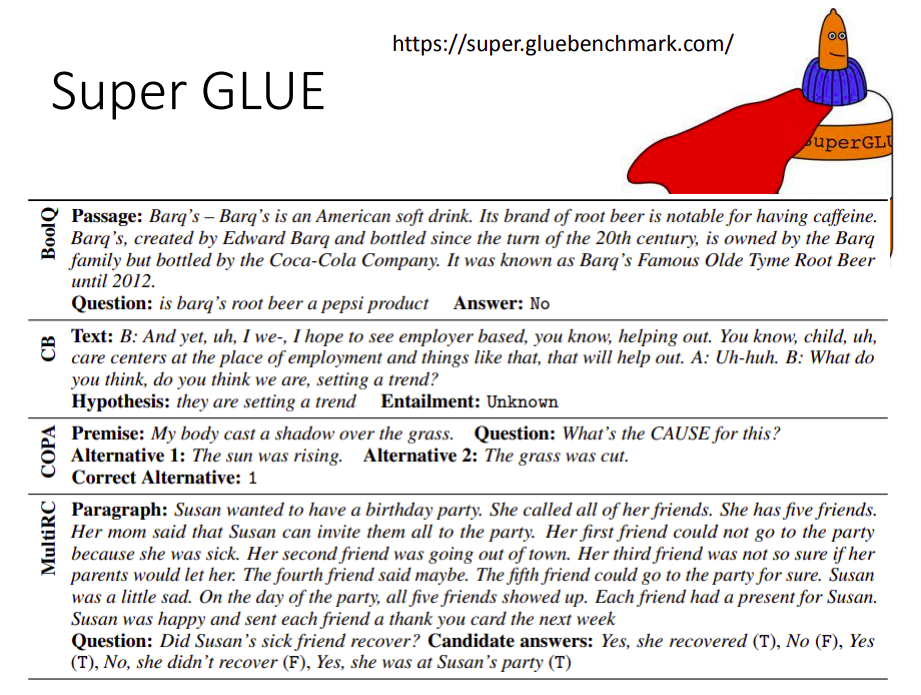 https://super.gluebenchmark.com/
Super GLUE
SuperGLU
BoolQ
Passage: Barq's – Barq's is an American soft drink. Its brand of root beer is notable for having caffeine.
Barq's, created by Edward Barq and bottled since the turn of the 20th century, is owned by the Barq
family but bottled by the Coca-Cola Company. It was known as Barq's Famous Olde Tyme Root Beer
until 2012.
Question: is barq's root beer a pepsi product Answer: No
CB
Text: B: And yet, uh, I we-, I hope to see employer based, you know, helping out. You know, child, uh,
care centers at the place of employment and things like that, that will help out. A: Uh-huh. B: What do
you think, do you think we are, setting a trend?
Hypothesis: they are setting a trend Entailment: Unknown
COPA
Premise: My body cast a shadow over the grass. Question: What's the CAUSE for this?
Alternative 1: The sun was rising. Alternative 2: The grass was cut.
Correct Alternative: 1
MultiRC
Paragraph: Susan wanted to have a birthday party. She called all of her friends. She has five friends.
Her mom said that Susan can invite them all to the party. Her first friend could not go to the party
because she was sick. Her second friend was going out of town. Her third friend was not so sure if her
parents would let her. The fourth friend said maybe. The fifth friend could go to the party for sure. Susan
was a little sad. On the day of the party, all five friends showed up. Each friend had a present for Susan.
Susan was happy and sent each friend a thank you card the next week
Question: Did Susan's sick friend recover? Candidate answers: Yes, she recovered (T), No (F), Yes
(T), No, she didn't recover (F), Yes, she was at Susan's party (T)